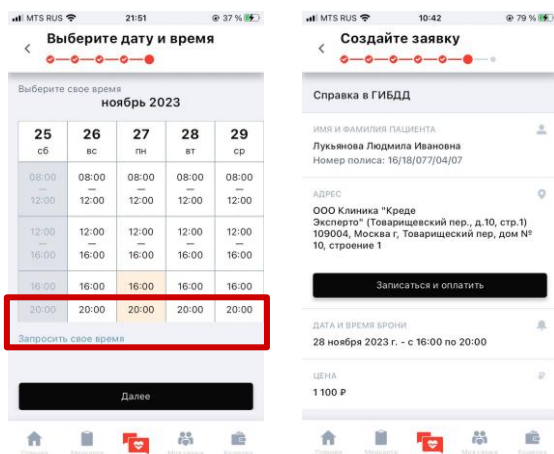 MTS RUS
21:51
37 %
Выберите дату и время
Выберите свое время
ноябрь 2023
25 26 27 28 29
сб вс пн вт ср
08:00 08:00 08:00 08:00 08:00
— — — — —
12:00 12:00 12:00 12:00 12:00
12:00 12:00 12:00 12:00 12:00
— — — — —
16:00 16:00 16:00 16:00 16:00
16:00 16:00 16:00 16:00 16:00
20:00 20:00 20:00 20:00 20:00
Запросить свое время
Далее
MTS RUS
10:42
79 %
Создайте заявку
Справка в ГИБДД
ИМЯ И ФАМИЛИЯ ПАЦИЕНТА
Лукьянова Людмила Ивановна
Номер полиса: 16/18/077/04/07
АДРЕС
ООО Клиника "Креде
Эксперто" (Товарищевский пер., д.10, стр.1)
109004, Москва г, Товарищеский пер, дом №
10, строение 1
Записаться и оплатить
ДАТА И ВРЕМЯ БРОНИ
28 ноября 2023 г. - с 16:00 по 20:00
ЦЕНА
1 100 ₽